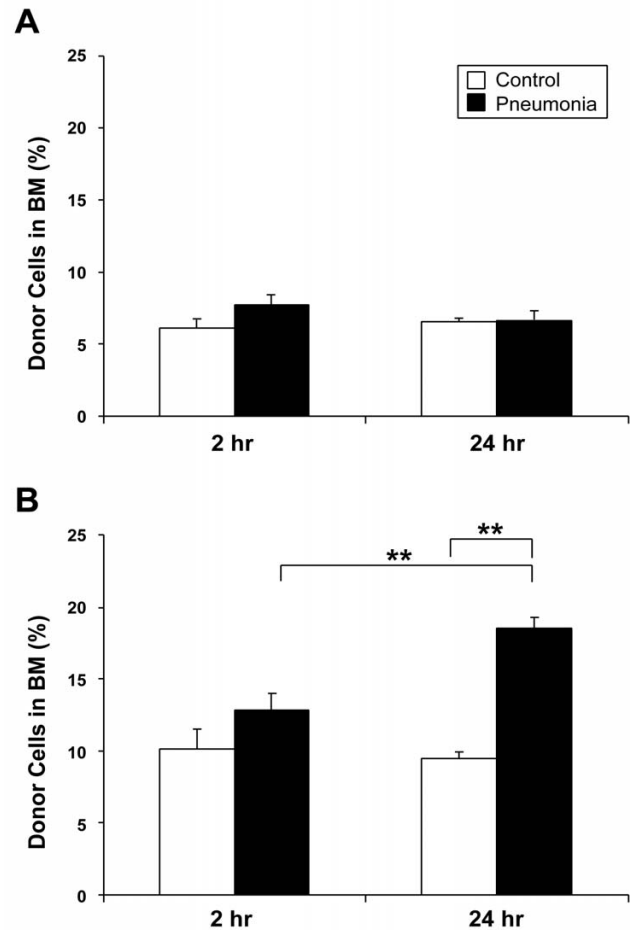 A
Donor Cells in BM (%)
25
20
15
10
5
0
Control
Pneumonia
2 hr
24 hr
B
Donor Cells in BM (%)
25
20
15
10
5
0
**
**
2 hr
24 hr